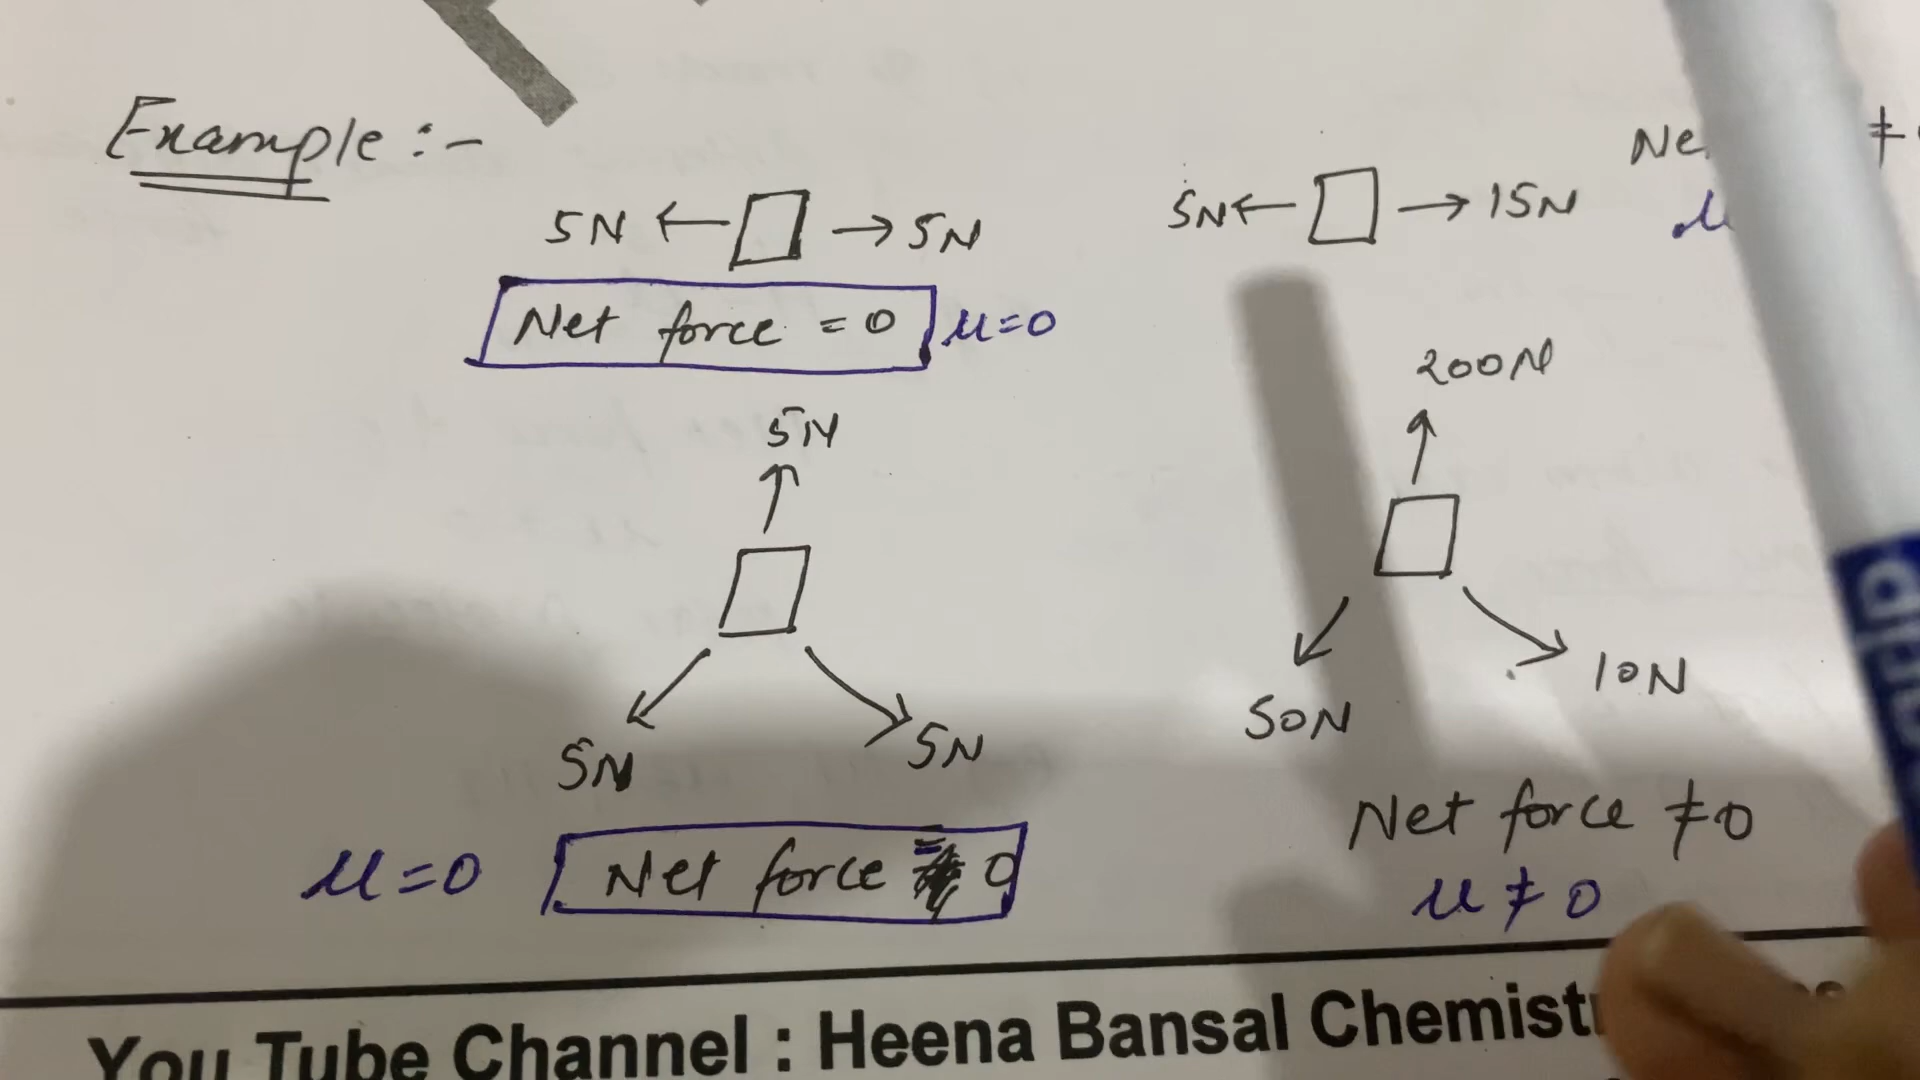 Example :-
5N ← → 5N
Net force = 0 μ=0
5N
5N 5N
μ=0 Net force = 0
5N ← → 15N
≠
μ
200N
50N 10N
Net force ≠0
μ ≠ 0
You Tube Channel : Heena Bansal